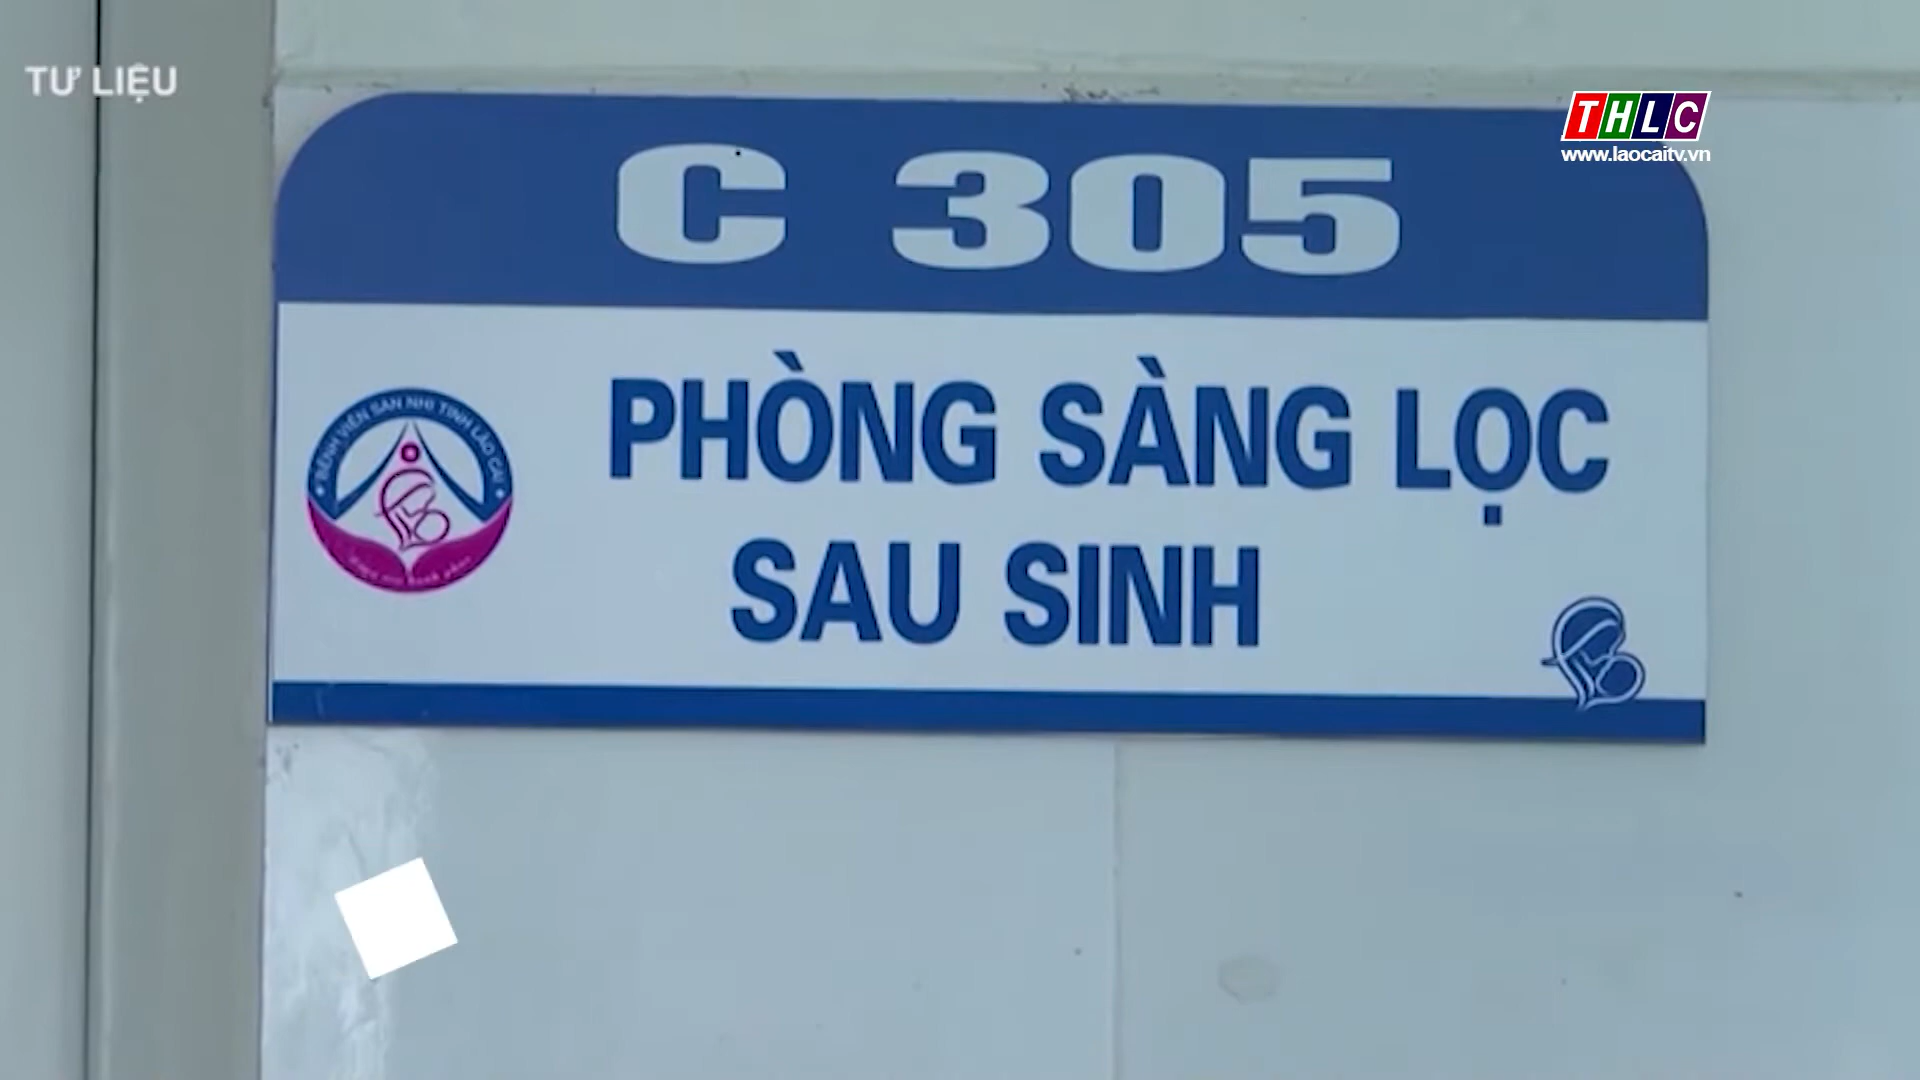 TƯ LIỆU
THLC
www.laocaitv.vn
C 305
PHÒNG SÀNG LỌC
SAU SINH
BỆNH VIỆN SẢN NHI TỈNH LÀO CAI